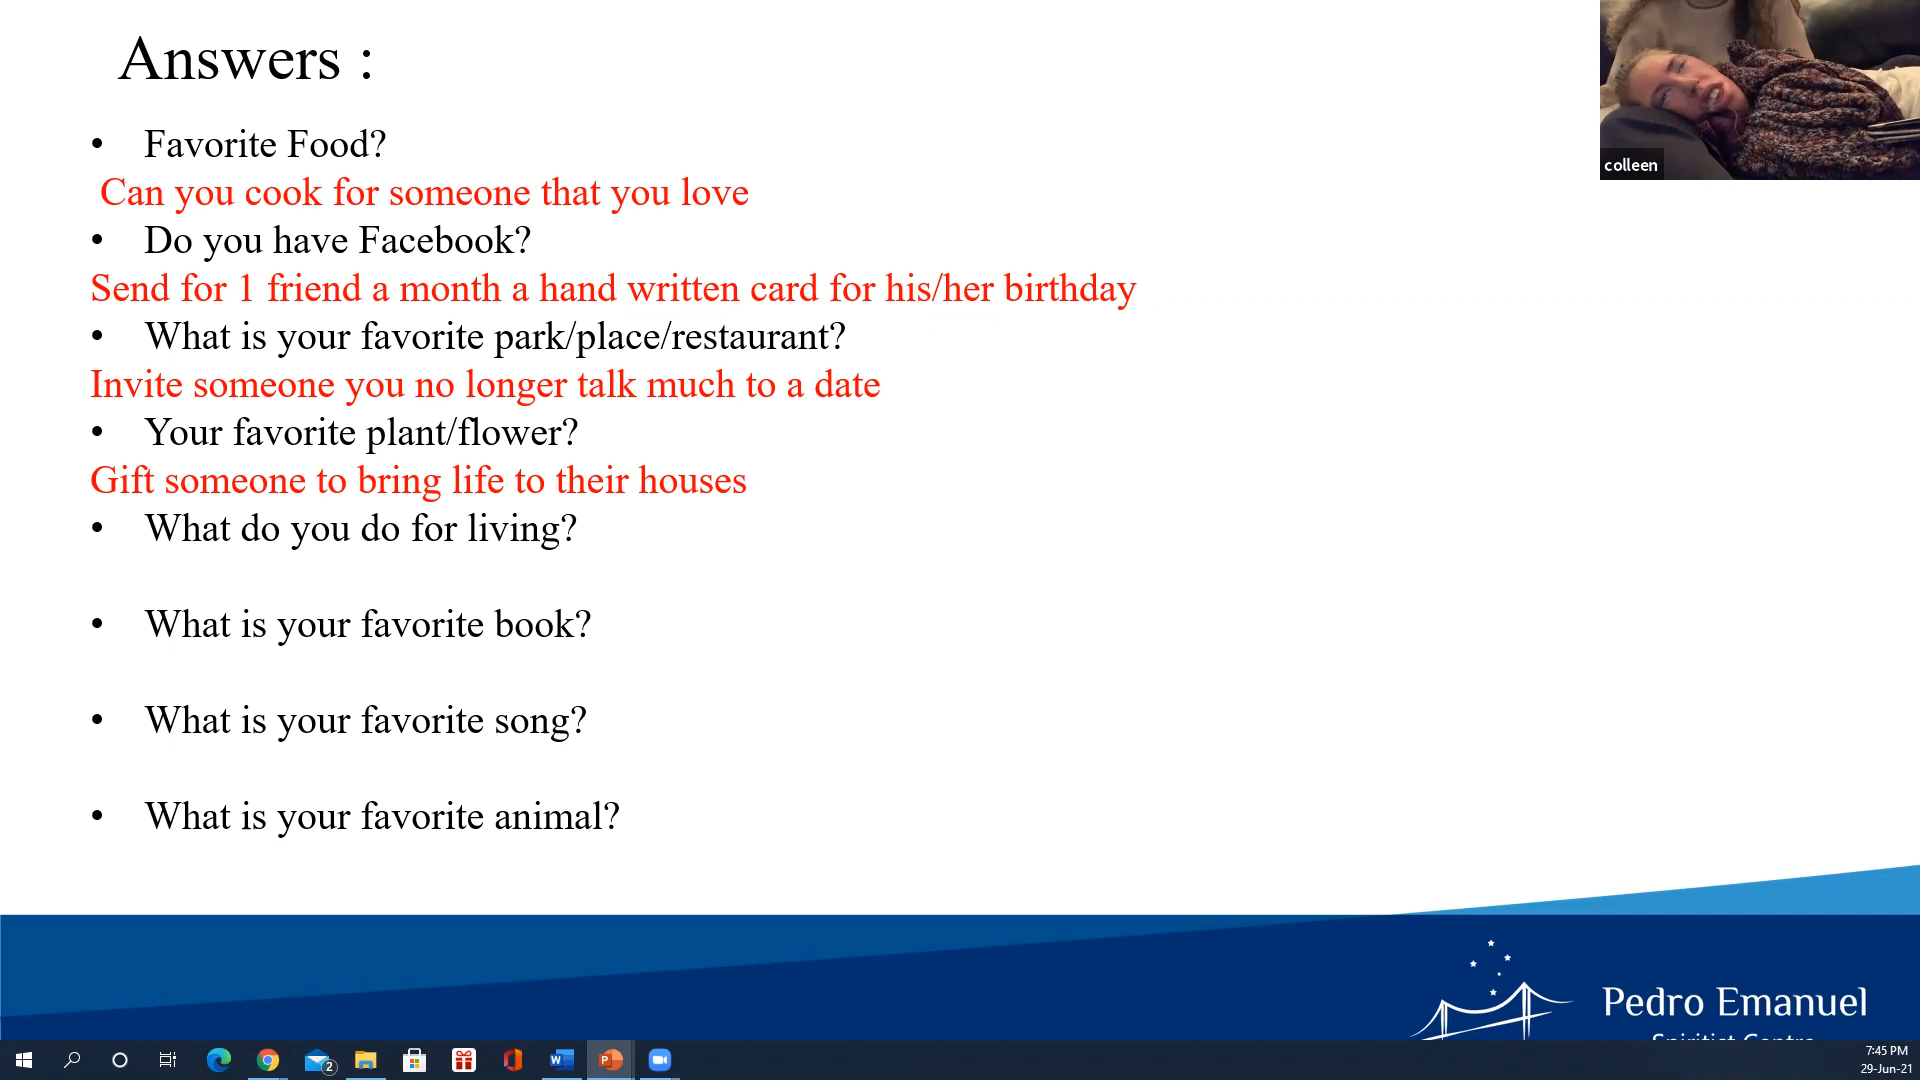 Answers :
• Favorite Food?
Can you cook for someone that you love
• Do you have Facebook?
Send for 1 friend a month a hand written card for his/her birthday
• What is your favorite park/place/restaurant?
Invite someone you no longer talk much to a date
• Your favorite plant/flower?
Gift someone to bring life to their houses
• What do you do for living?
• What is your favorite book?
• What is your favorite song?
• What is your favorite animal?
colleen
Pedro Emanuel
Spiritist Centre
2
W
P
7:45 PM
29-Jun-21